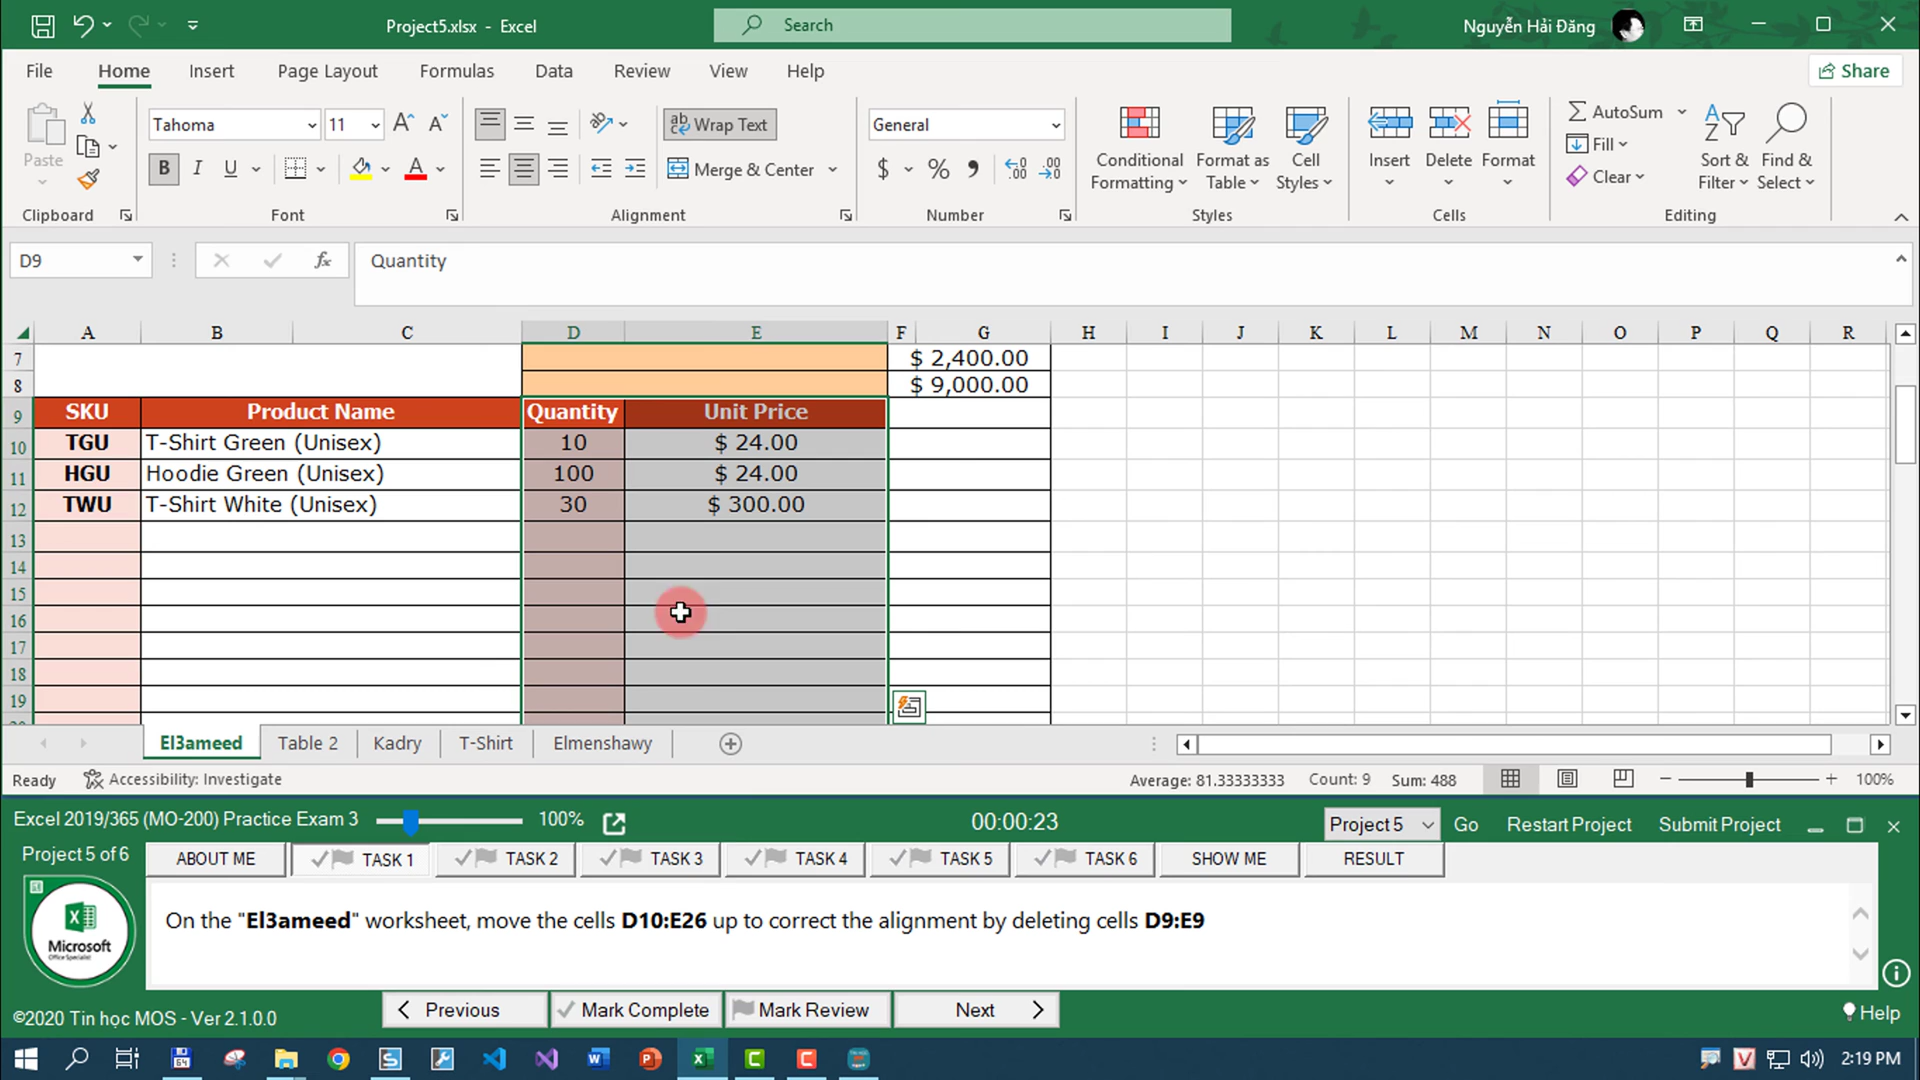 Project5.xlsx - Excel
Search
Nguyễn Hải Đăng
File Home Insert Page Layout Formulas Data Review View Help
Share
Paste
Clipboard
Tahoma 11
B I U
Font
ab Wrap Text
Merge & Center
Alignment
General
$ % 9
Number
Conditional Formatting
Format as Table
Cell Styles
Styles
Insert Delete Format
Cells
AutoSum
Fill
Clear
Sort & Filter
Find & Select
Editing
D9
fx
Quantity
A B C D E F G H I J K L M N O P Q R
7 $ 2,400.00
8 $ 9,000.00
9 SKU Product Name Quantity Unit Price
10 TGU T-Shirt Green (Unisex) 10 $ 24.00
11 HGU Hoodie Green (Unisex) 100 $ 24.00
12 TWU T-Shirt White (Unisex) 30 $ 300.00
13
14
15
16
17
18
19
El3ameed Table 2 Kadry T-Shirt Elmenshawy
Ready Accessibility: Investigate Average: 81.33333333 Count: 9 Sum: 488 100%
Excel 2019/365 (MO-200) Practice Exam 3 100% 00:00:23 Project 5 Go Restart Project Submit Project
Project 5 of 6 ABOUT ME TASK 1 TASK 2 TASK 3 TASK 4 TASK 5 TASK 6 SHOW ME RESULT
On the "El3ameed" worksheet, move the cells D10:E26 up to correct the alignment by deleting cells D9:E9
Microsoft
Office Specialist
Previous Mark Complete Mark Review Next
©2020 Tin học MOS - Ver 2.1.0.0
Help
2:19 PM